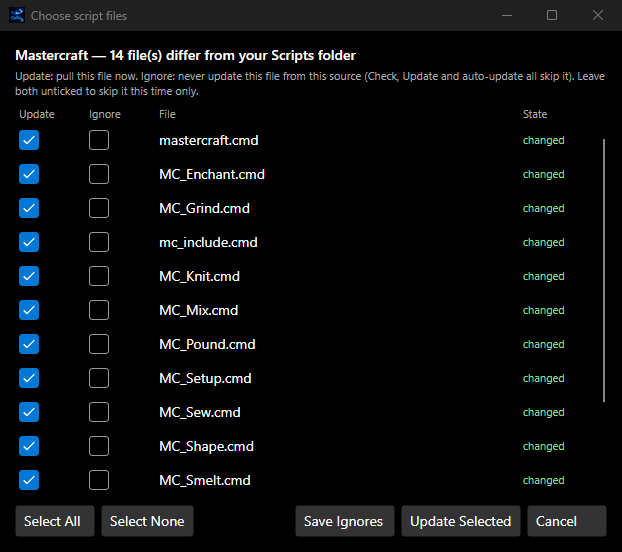 Choose script files
Mastercraft — 14 file(s) differ from your Scripts folder
Update: pull this file now. Ignore: never update this file from this source (Check, Update and auto-update all skip it). Leave
both unticked to skip it this time only.
Update Ignore File State
mastercraft.cmd changed
MC_Enchant.cmd changed
MC_Grind.cmd changed
mc_include.cmd changed
MC_Knit.cmd changed
MC_Mix.cmd changed
MC_Pound.cmd changed
MC_Setup.cmd changed
MC_Sew.cmd changed
MC_Shape.cmd changed
MC_Smelt.cmd changed
Select All Select None Save Ignores Update Selected Cancel